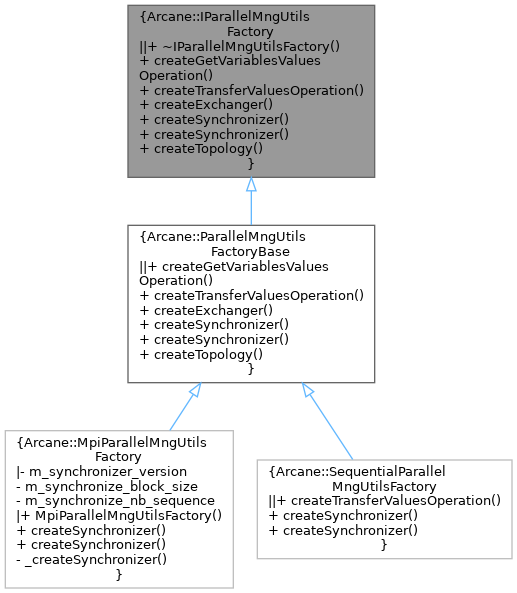 {Arcane::IParallelMngUtils
Factory
||+ ~IParallelMngUtilsFactory()
+ createGetVariablesValues
Operation()
+ createTransferValuesOperation()
+ createExchanger()
+ createSynchronizer()
+ createSynchronizer()
+ createTopology()
}
{Arcane::ParallelMngUtils
FactoryBase
||+ createGetVariablesValues
Operation()
+ createTransferValuesOperation()
+ createExchanger()
+ createSynchronizer()
+ createSynchronizer()
+ createTopology()
}
{Arcane::MpiParallelMngUtils
Factory
|- m_synchronizer_version
- m_synchronize_block_size
- m_synchronize_nb_sequence
|+ MpiParallelMngUtilsFactory()
+ createSynchronizer()
+ createSynchronizer()
- _createSynchronizer()
}
{Arcane::SequentialParallel
MngUtilsFactory
||+ createTransferValuesOperation()
+ createSynchronizer()
+ createSynchronizer()
}